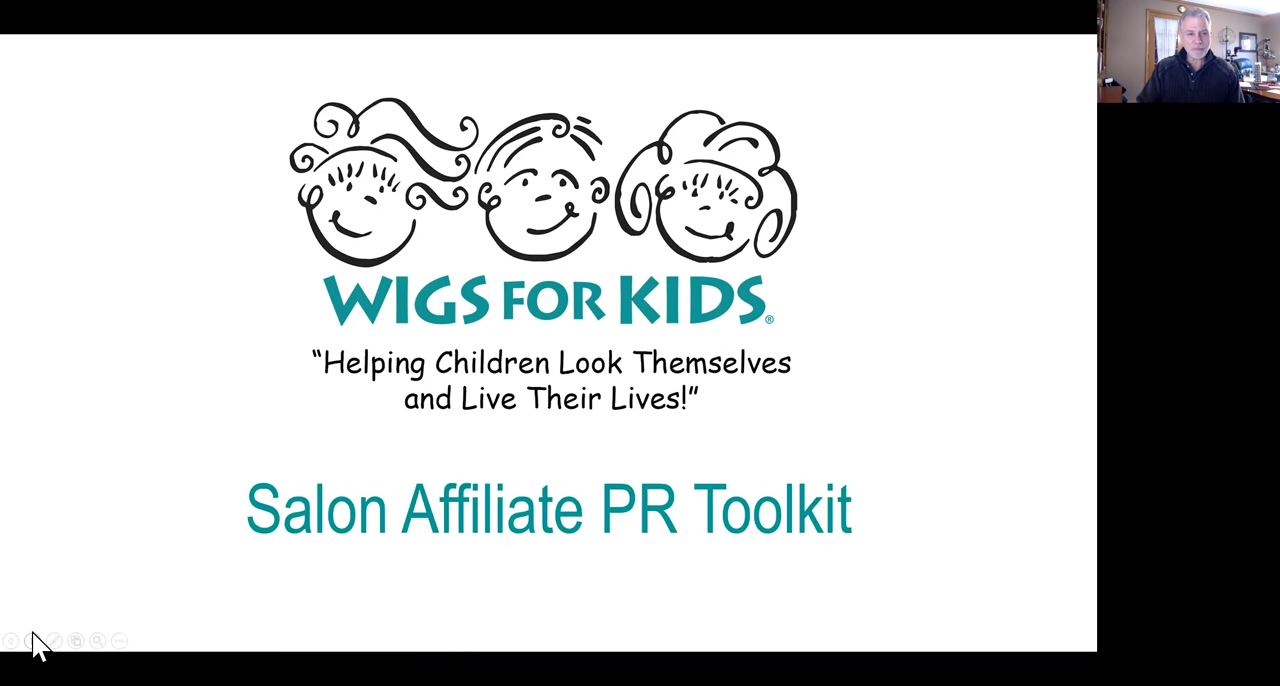 WIGS FOR KIDS®
“Helping Children Look Themselves
and Live Their Lives!”
Salon Affiliate PR Toolkit